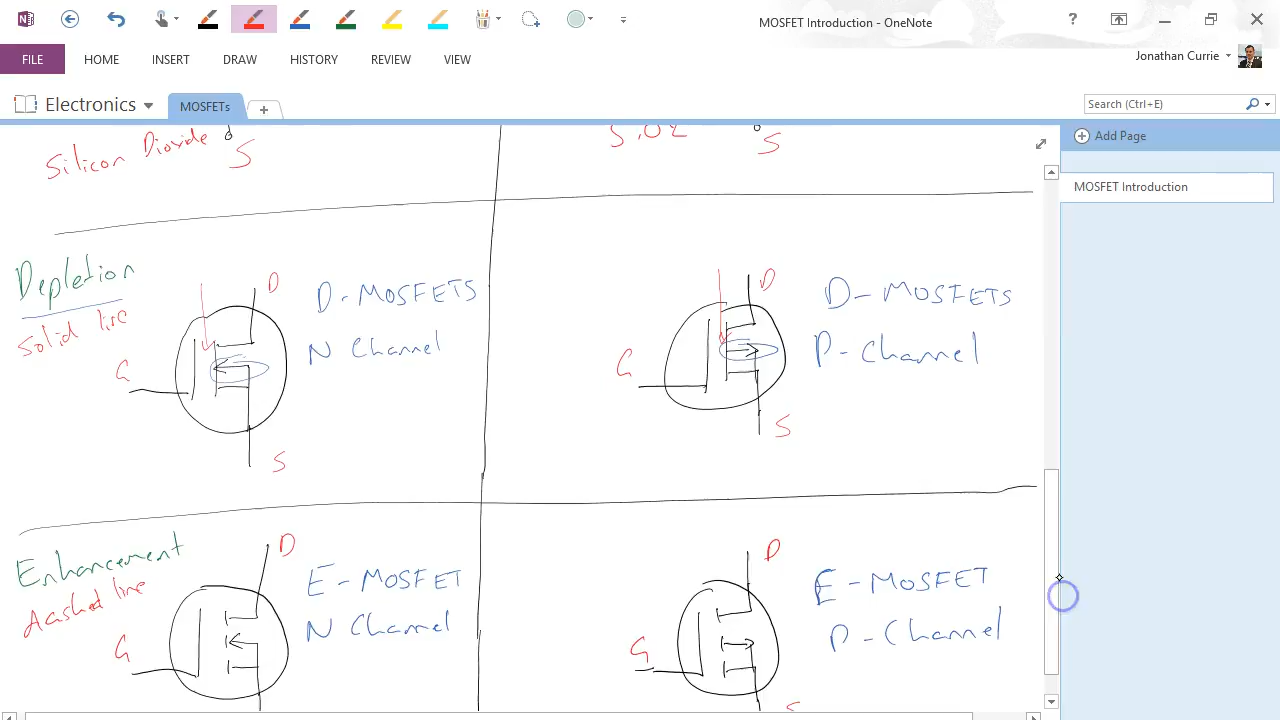 MOSFET Introduction - OneNote
?
FILE
HOME
INSERT
DRAW
HISTORY
REVIEW
VIEW
Jonathan Currie
Electronics
MOSFETs
Search (Ctrl+E)
Add Page
MOSFET Introduction
Silicon Dioxide
S
SiO2
S
Depletion
Solid line
D
D-MOSFETS
N Channel
G
S
D
D-MOSFETS
P-Channel
G
S
Enhancement
dashed line
D
E-MOSFET
N Channel
G
D
E-MOSFET
P-Channel
G
S